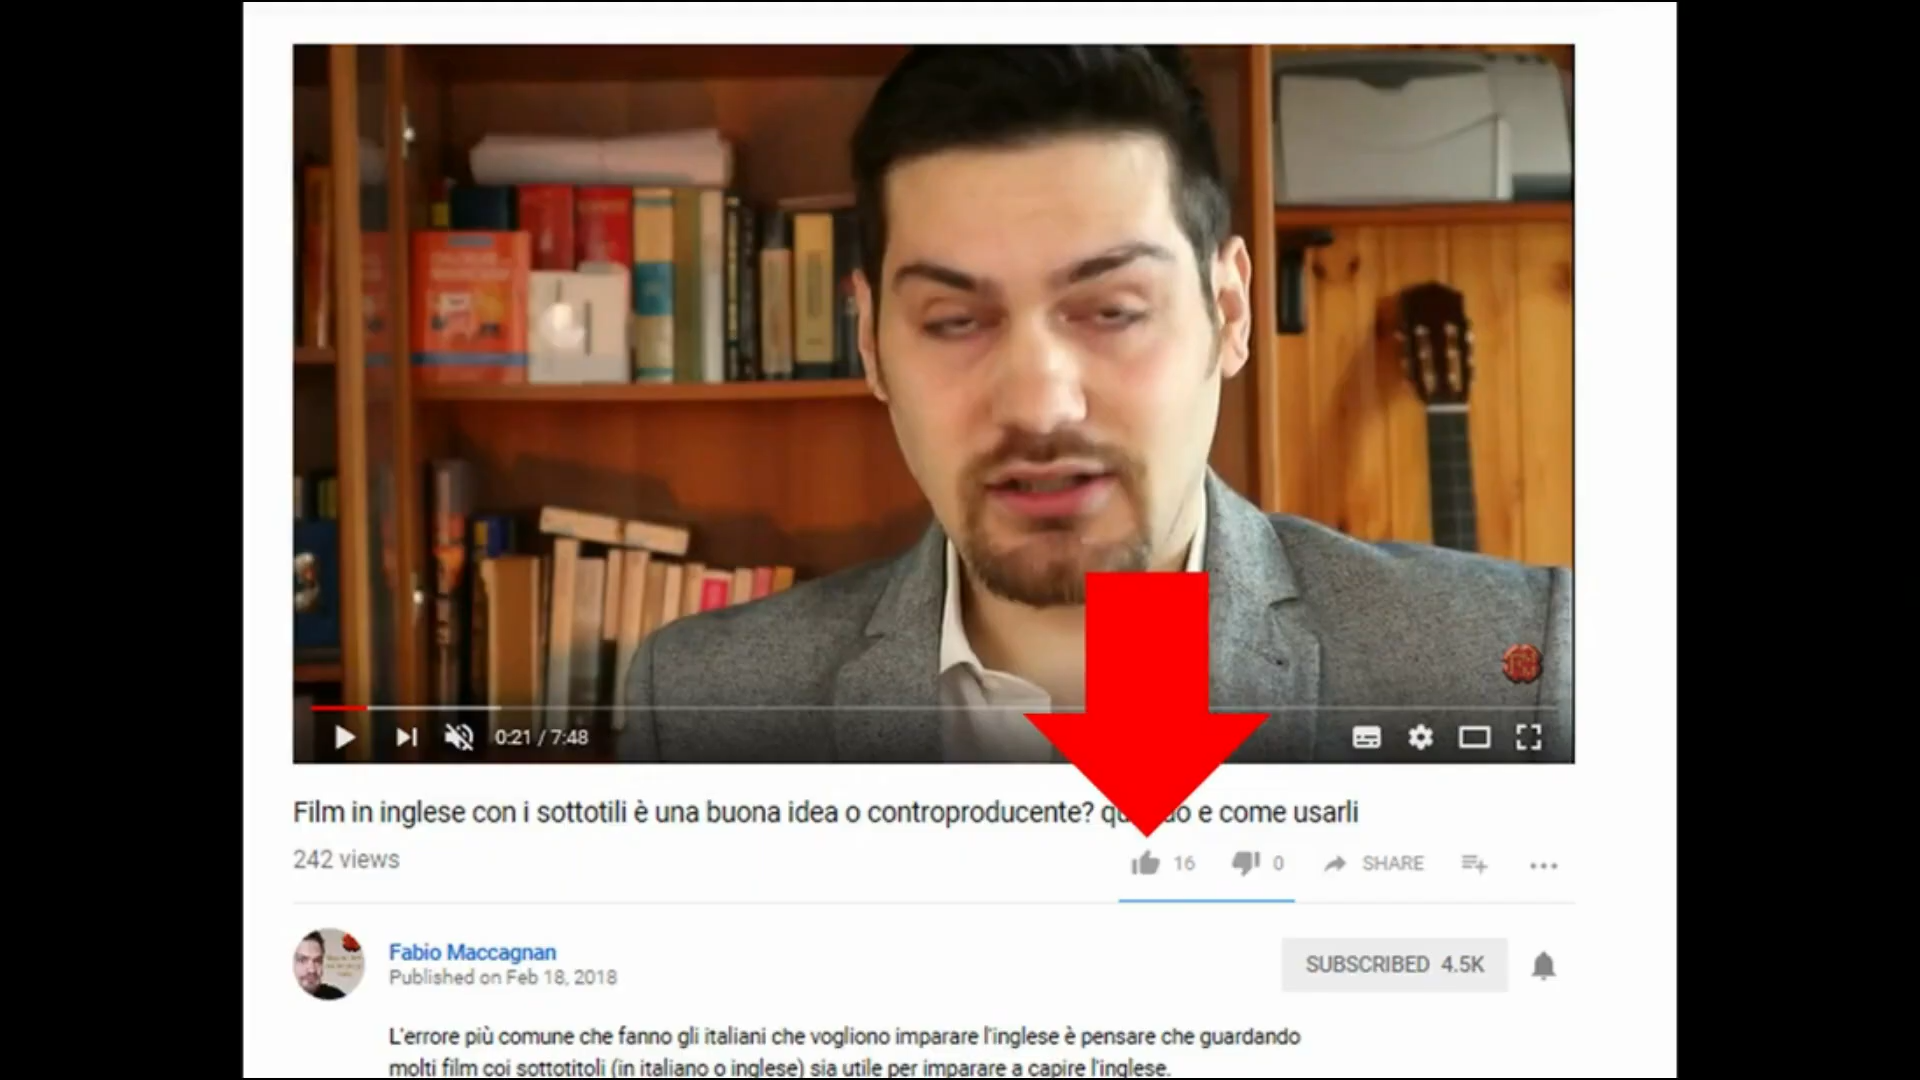 0:21 / 7:48
Film in inglese con i sottotili è una buona idea o controproducente? e come usarli
242 views
16
0
SHARE
Fabio Maccagnan
Published on Feb 18, 2018
SUBSCRIBED 4.5K
L'errore più comune che fanno gli italiani che vogliono imparare l'inglese è pensare che guardando
molti film coi sottotitoli (in italiano o inglese) sia utile per imparare a capire l'inglese.